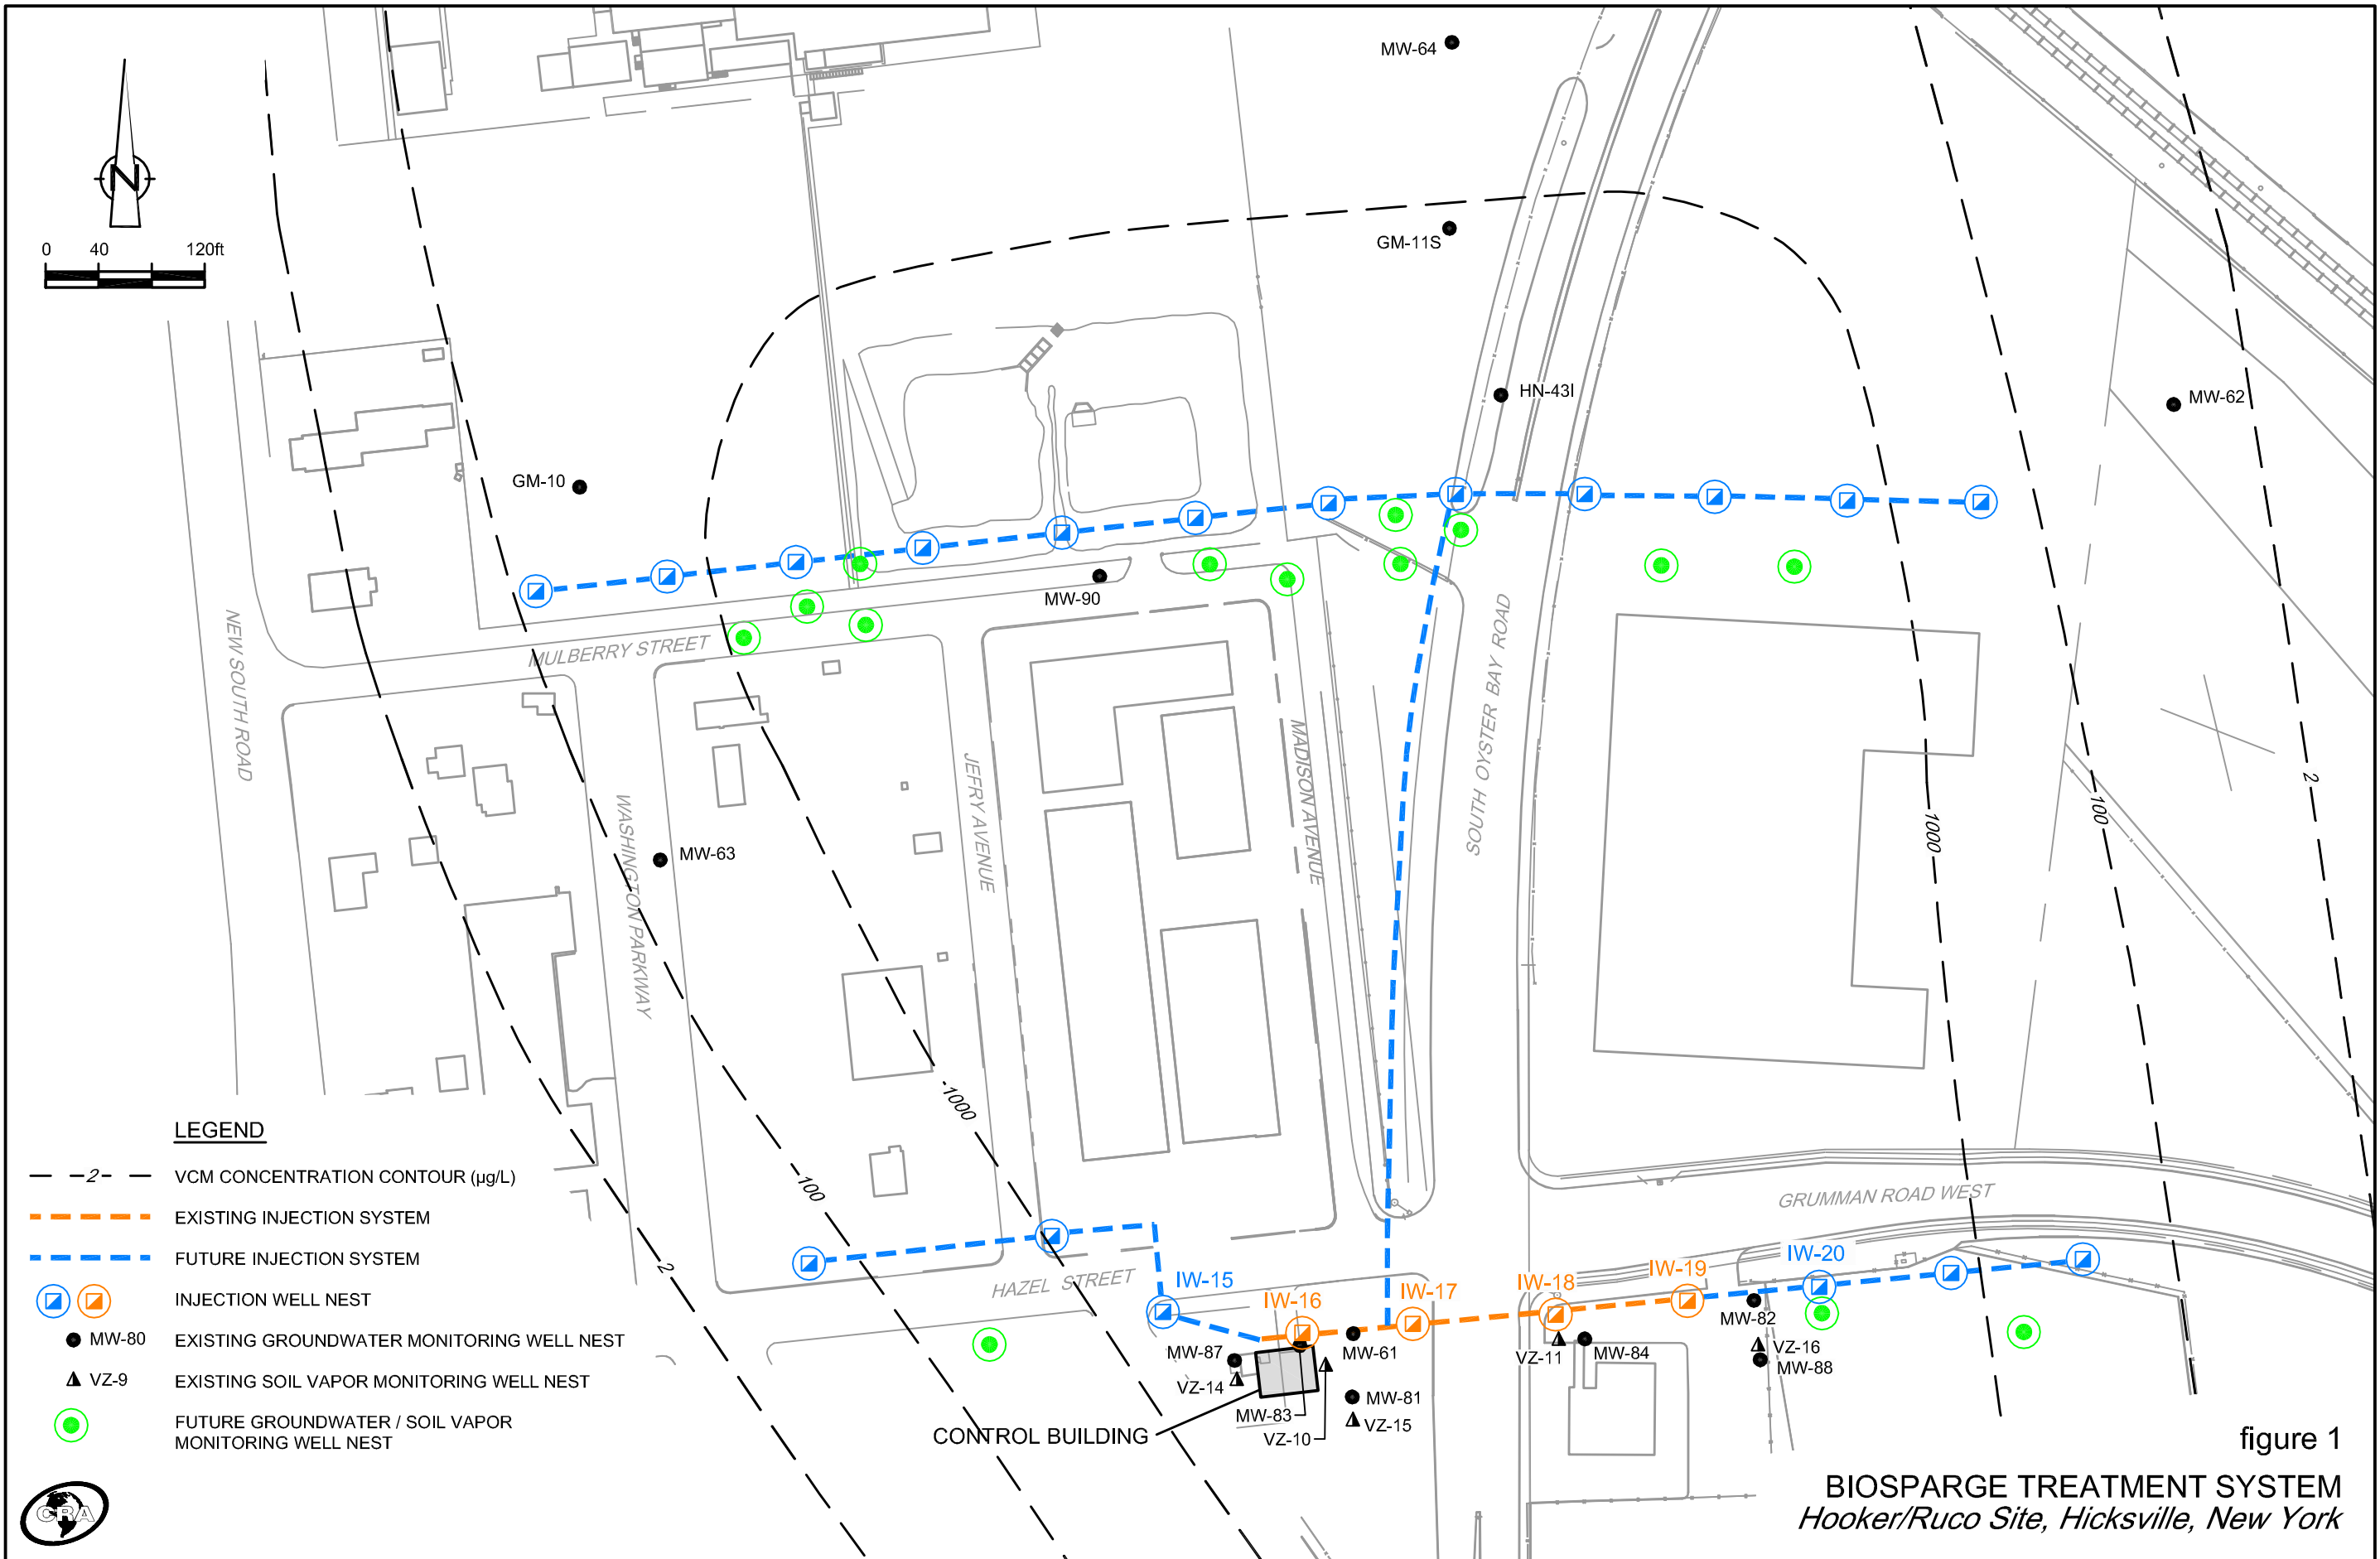 MW-64
N
0 40 120ft
GM-11S
HN-43I
MW-62
GM-10
MW-90
MULBERRY STREET
NEW SOUTH ROAD
SOUTH OYSTER BAY ROAD
MADISON AVENUE
JEFFRY AVENUE
WASHINGTON PARKWAY
MW-63
2
100
1000
1000
100
2
GRUMMAN ROAD WEST
HAZEL STREET
IW-15
IW-16
IW-17
IW-18
IW-19
IW-20
MW-82
VZ-16
MW-88
MW-84
VZ-11
MW-61
MW-87
VZ-14
MW-81
VZ-15
MW-83
VZ-10
CONTROL BUILDING
LEGEND
-2- VCM CONCENTRATION CONTOUR (µg/L)
EXISTING INJECTION SYSTEM
FUTURE INJECTION SYSTEM
INJECTION WELL NEST
MW-80 EXISTING GROUNDWATER MONITORING WELL NEST
VZ-9 EXISTING SOIL VAPOR MONITORING WELL NEST
FUTURE GROUNDWATER / SOIL VAPOR
MONITORING WELL NEST
CRA
figure 1
BIOSPARGE TREATMENT SYSTEM
Hooker/Ruco Site, Hicksville, New York